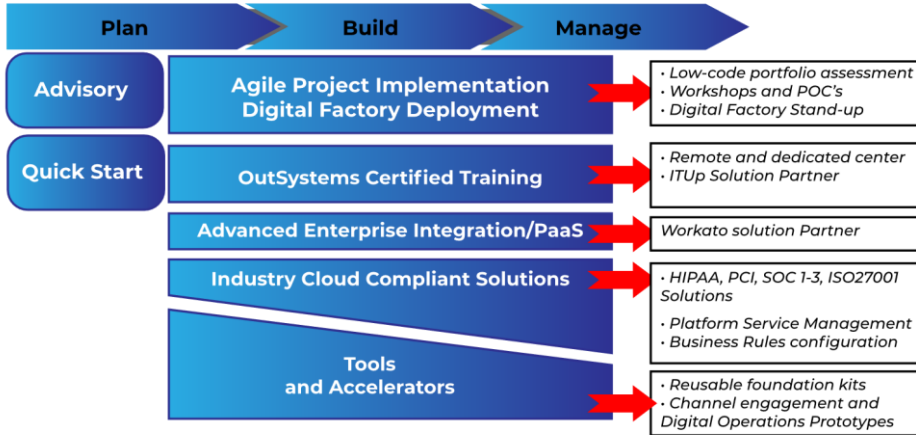 Plan
Build
Manage
Advisory
Agile Project Implementation
Digital Factory Deployment
• Low-code portfolio assessment
• Workshops and POC's
• Digital Factory Stand-up
Quick Start
OutSystems Certified Training
• Remote and dedicated center
• ITUp Solution Partner
Advanced Enterprise Integration/PaaS
Workato solution Partner
Industry Cloud Compliant Solutions
• HIPAA, PCI, SOC 1-3, ISO27001
Solutions
• Platform Service Management
• Business Rules configuration
Tools
and Accelerators
• Reusable foundation kits
• Channel engagement and
Digital Operations Prototypes